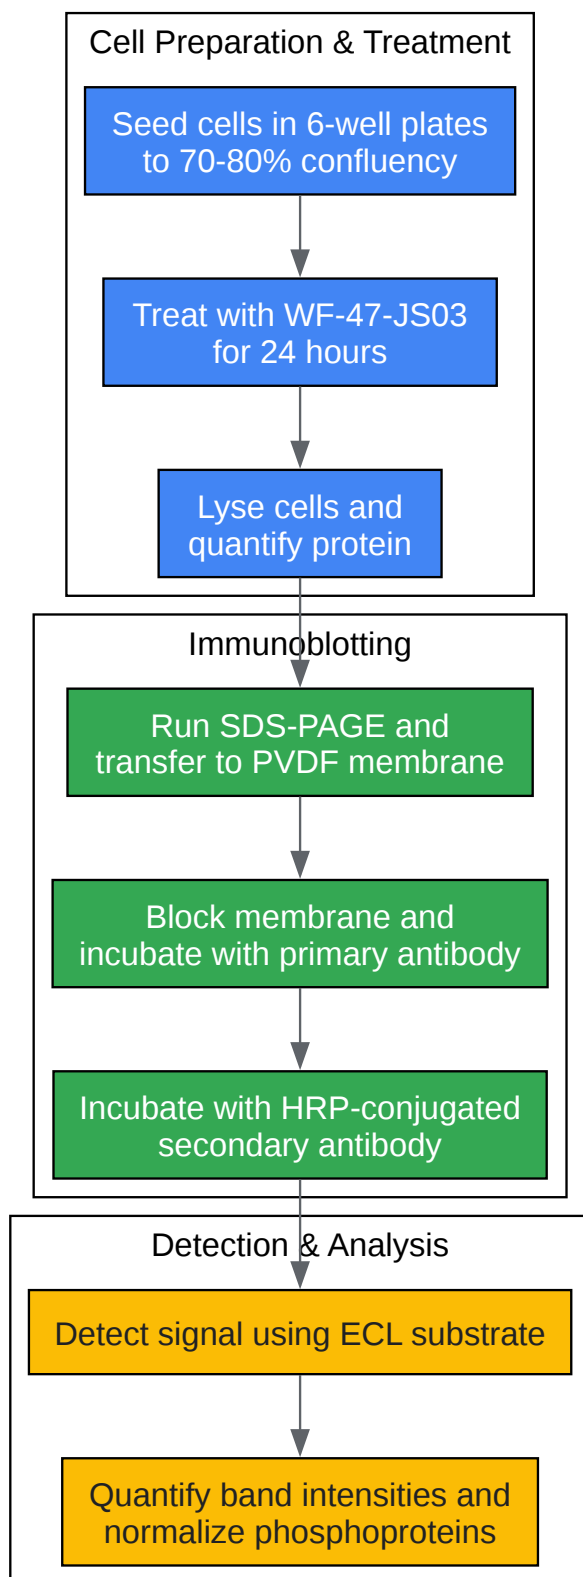 Cell Preparation & Treatment
Seed cells in 6-well plates
to 70-80% confluency
Treat with WF-47-JS03
for 24 hours
Lyse cells and
quantify protein
Immunoblotting
Run SDS-PAGE and
transfer to PVDF membrane
Block membrane and
incubate with primary antibody
Incubate with HRP-conjugated
secondary antibody
Detection & Analysis
Detect signal using ECL substrate
Quantify band intensities and
normalize phosphoproteins